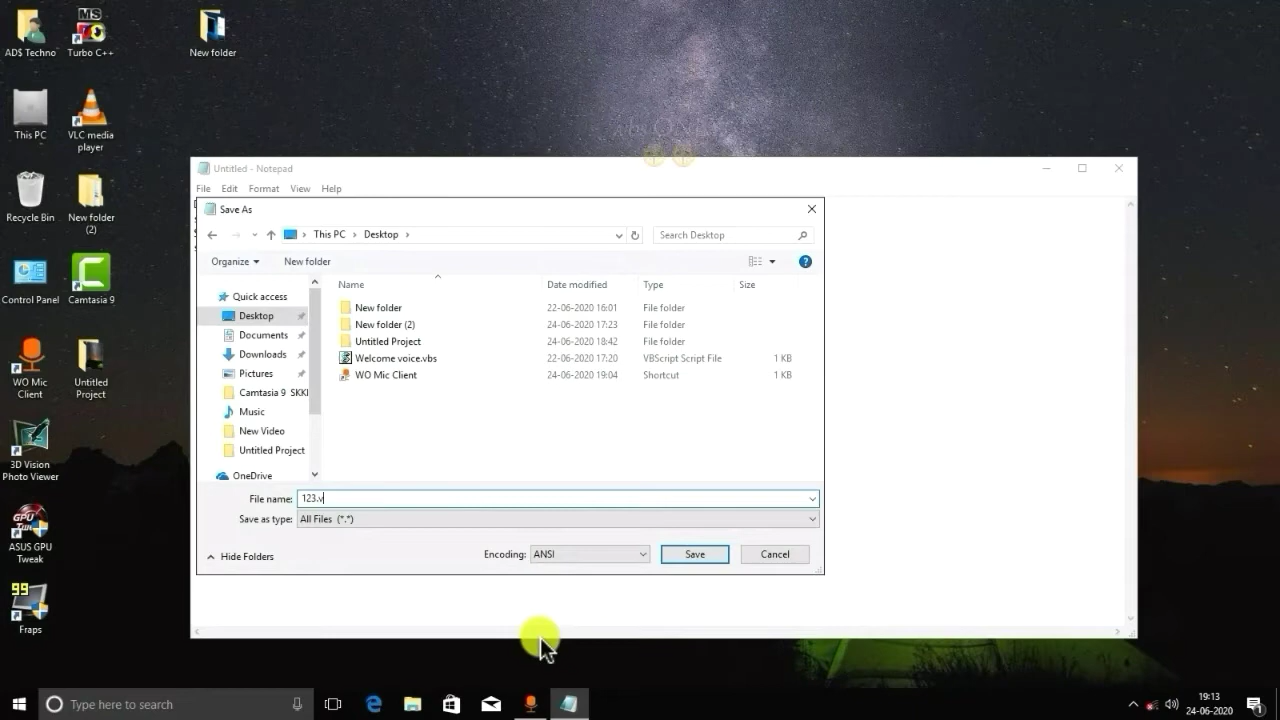 AD$ Techno
MS
Turbo C++
New folder
This PC
VLC media
player
Recycle Bin
New folder
(2)
Control Panel
Camtasia 9
WO Mic
Client
Untitled
Project
3D Vision
Photo Viewer
GPU
ASUS GPU
Tweak
99
Fraps
Untitled - Notepad
File Edit Format View Help
Save As
This PC > Desktop >
Search Desktop
Organize New folder
Name Date modified Type Size
Quick access
Desktop
Documents
Downloads
Pictures
Camtasia 9 SKKI
Music
New Video
Untitled Project
OneDrive
New folder 22-06-2020 16:01 File folder
New folder (2) 24-06-2020 17:23 File folder
Untitled Project 24-06-2020 18:42 File folder
Welcome voice.vbs 22-06-2020 17:20 VBScript Script File 1 KB
WO Mic Client 24-06-2020 19:04 Shortcut 1 KB
File name: 123.v
Save as type: All Files (*.*)
Hide Folders Encoding: ANSI Save Cancel
Type here to search
19:13
24-06-2020
1